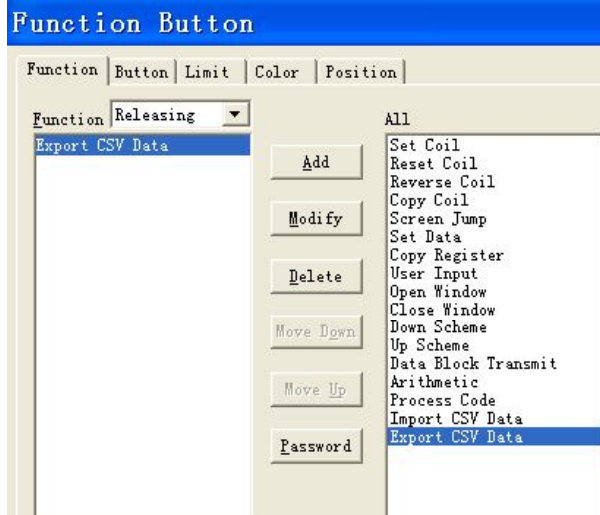 Function Button
Function Button Limit Color Position
Function Releasing
All
Export CSV Data
Add
Modify
Delete
Move Down
Move Up
Password
Set Coil
Reset Coil
Reverse Coil
Copy Coil
Screen Jump
Set Data
Copy Register
User Input
Open Window
Close Window
Down Scheme
Up Scheme
Data Block Transmit
Arithmetic
Process Code
Import CSV Data
Export CSV Data